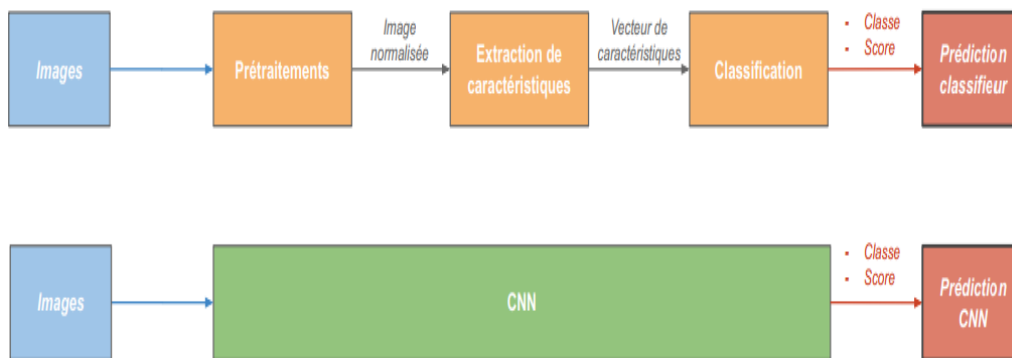 Images
Prétraitements
Image
normalisée
Extraction de
caractéristiques
Vecteur de
caractéristiques
Classification
▪ Classe
▪ Score
Prédiction
classifieur
Images
CNN
▪ Classe
▪ Score
Prédiction
CNN